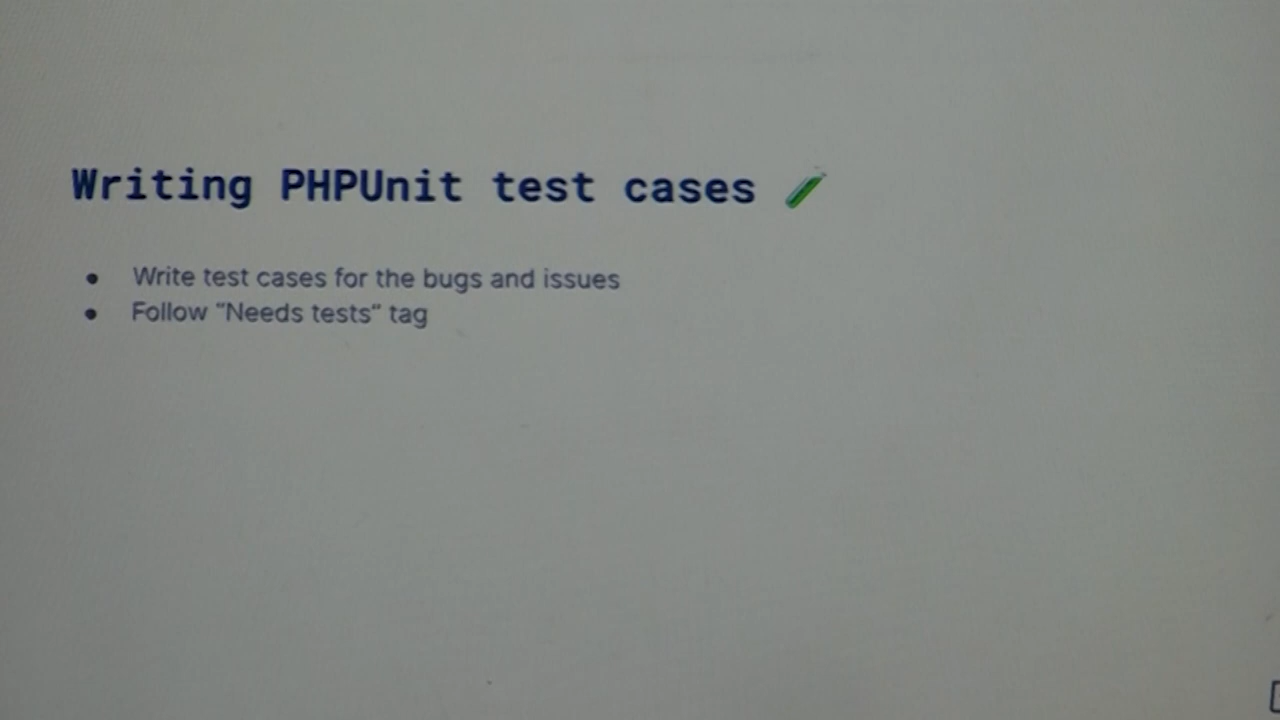 Writing PHPUnit test cases 🧪
• Write test cases for the bugs and issues
• Follow “Needs tests” tag